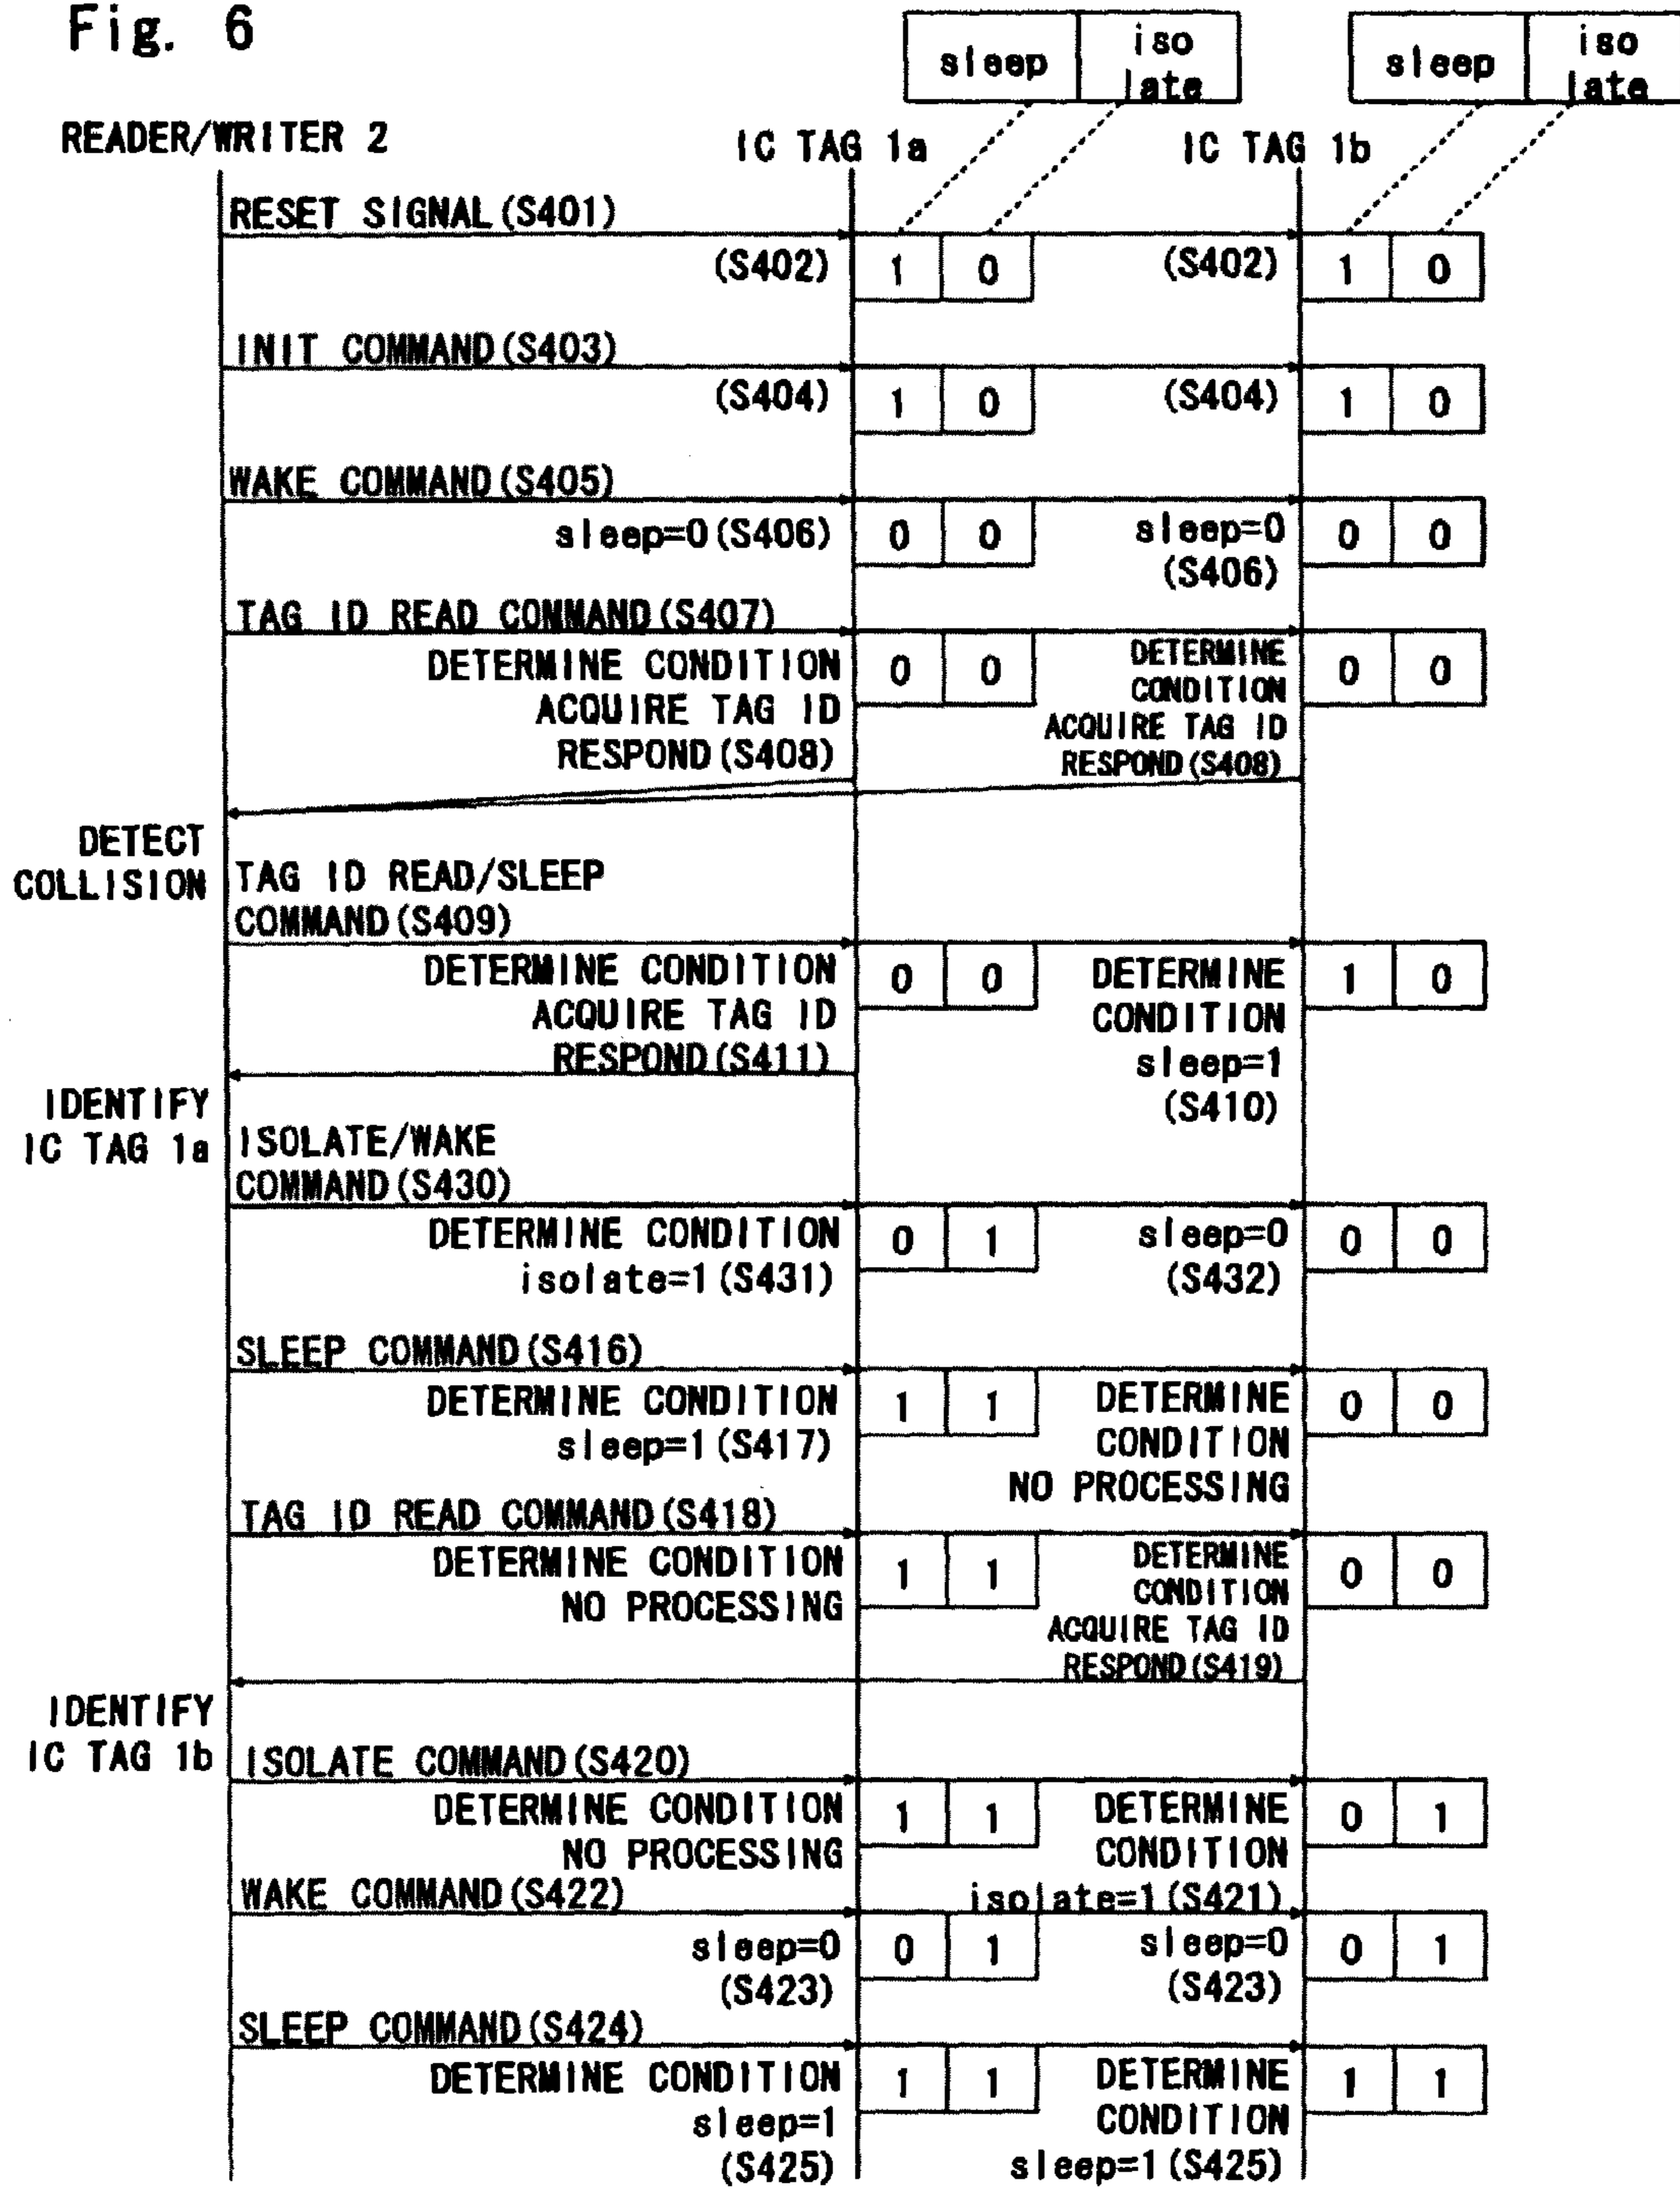 Fig. 6
sleep iso sleep iso
late late
READER/WRITER 2 IC TAG 1a IC TAG 1b
RESET SIGNAL(S401)
(S402) 1 0 (S402) 1 0
INIT COMMAND(S403)
(S404) 1 0 (S404) 1 0
WAKE COMMAND(S405)
sleep=0(S406) 0 0 sleep=0 0 0
(S406)
TAG ID READ COMMAND(S407)
DETERMINE CONDITION 0 0 DETERMINE 0 0
CONDITION
ACQUIRE TAG ID ACQUIRE TAG ID
RESPOND(S408) RESPOND(S408)
DETECT
COLLISION TAG ID READ/SLEEP
COMMAND(S409)
DETERMINE CONDITION 0 0 DETERMINE 1 0
ACQUIRE TAG ID CONDITION
RESPOND(S411) sleep=1
IDENTIFY (S410)
IC TAG 1a ISOLATE/WAKE
COMMAND(S430)
DETERMINE CONDITION 0 1 sleep=0 0 0
isolate=1(S431) (S432)
SLEEP COMMAND(S416)
DETERMINE CONDITION 1 1 DETERMINE 0 0
sleep=1(S417) CONDITION
NO PROCESSING
TAG ID READ COMMAND(S418)
DETERMINE CONDITION 1 1 DETERMINE 0 0
NO PROCESSING CONDITION
ACQUIRE TAG ID
RESPOND(S419)
IDENTIFY
IC TAG 1b ISOLATE COMMAND(S420)
DETERMINE CONDITION 1 1 DETERMINE 0 1
NO PROCESSING CONDITION
WAKE COMMAND(S422) isolate=1(S421)
sleep=0 0 1 sleep=0 0 1
(S423) (S423)
SLEEP COMMAND(S424)
DETERMINE CONDITION 1 1 DETERMINE 1 1
sleep=1 CONDITION
(S425) sleep=1(S425)